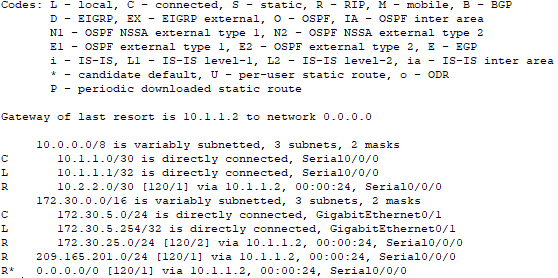 Codes: L - local, C - connected, S - static, R - RIP, M - mobile, B - BGP
D - EIGRP, EX - EIGRP external, O - OSPF, IA - OSPF inter area
N1 - OSPF NSSA external type 1, N2 - OSPF NSSA external type 2
E1 - OSPF external type 1, E2 - OSPF external type 2, E - EGP
i - IS-IS, L1 - IS-IS level-1, L2 - IS-IS level-2, ia - IS-IS inter area
* - candidate default, U - per-user static route, o - ODR
P - periodic downloaded static route
Gateway of last resort is 10.1.1.2 to network 0.0.0.0
10.0.0.0/8 is variably subnetted, 3 subnets, 2 masks
C 10.1.1.0/30 is directly connected, Serial0/0/0
L 10.1.1.1/32 is directly connected, Serial0/0/0
R 10.2.2.0/30 [120/1] via 10.1.1.2, 00:00:24, Serial0/0/0
172.30.0.0/16 is variably subnetted, 3 subnets, 2 masks
C 172.30.5.0/24 is directly connected, GigabitEthernet0/1
L 172.30.5.254/32 is directly connected, GigabitEthernet0/1
R 172.30.25.0/24 [120/2] via 10.1.1.2, 00:00:24, Serial0/0/0
R 209.165.201.0/24 [120/1] via 10.1.1.2, 00:00:24, Serial0/0/0
R* 0.0.0.0/0 [120/1] via 10.1.1.2, 00:00:24, Serial0/0/0